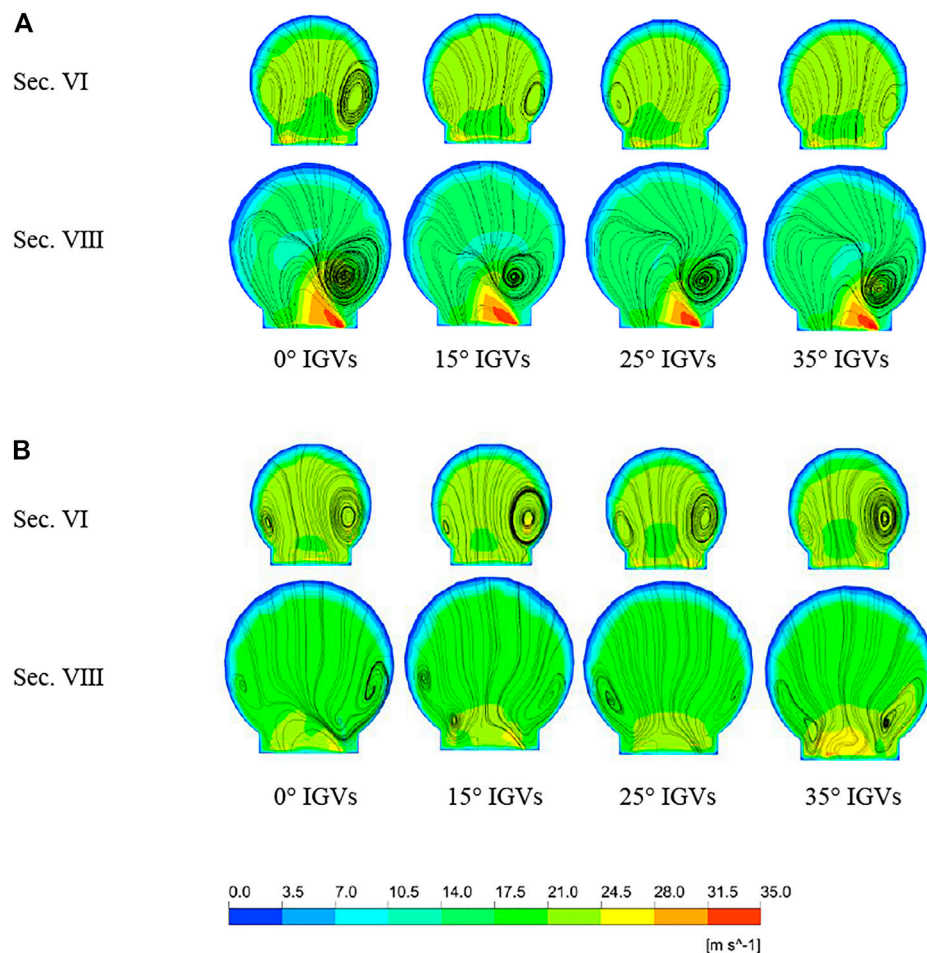 A
Sec. VI
Sec. VIII
0° IGVs 15° IGVs 25° IGVs 35° IGVs
B
Sec. VI
Sec. VIII
0° IGVs 15° IGVs 25° IGVs 35° IGVs
0.0 3.5 7.0 10.5 14.0 17.5 21.0 24.5 28.0 31.5 35.0
[m s^-1]